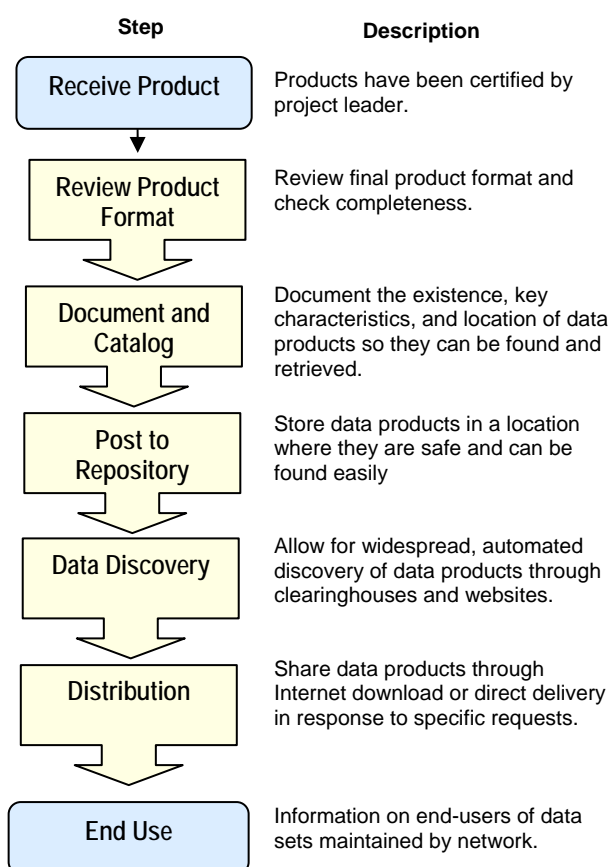 Step Description
Receive Product
Products have been certified by
project leader.
Review Product
Format
Review final product format and
check completeness.
Document and
Catalog
Document the existence, key
characteristics, and location of data
products so they can be found and
retrieved.
Post to
Repository
Store data products in a location
where they are safe and can be
found easily
Data Discovery
Allow for widespread, automated
discovery of data products through
clearinghouses and websites.
Distribution
Share data products through
Internet download or direct delivery
in response to specific requests.
End Use
Information on end-users of data
sets maintained by network.